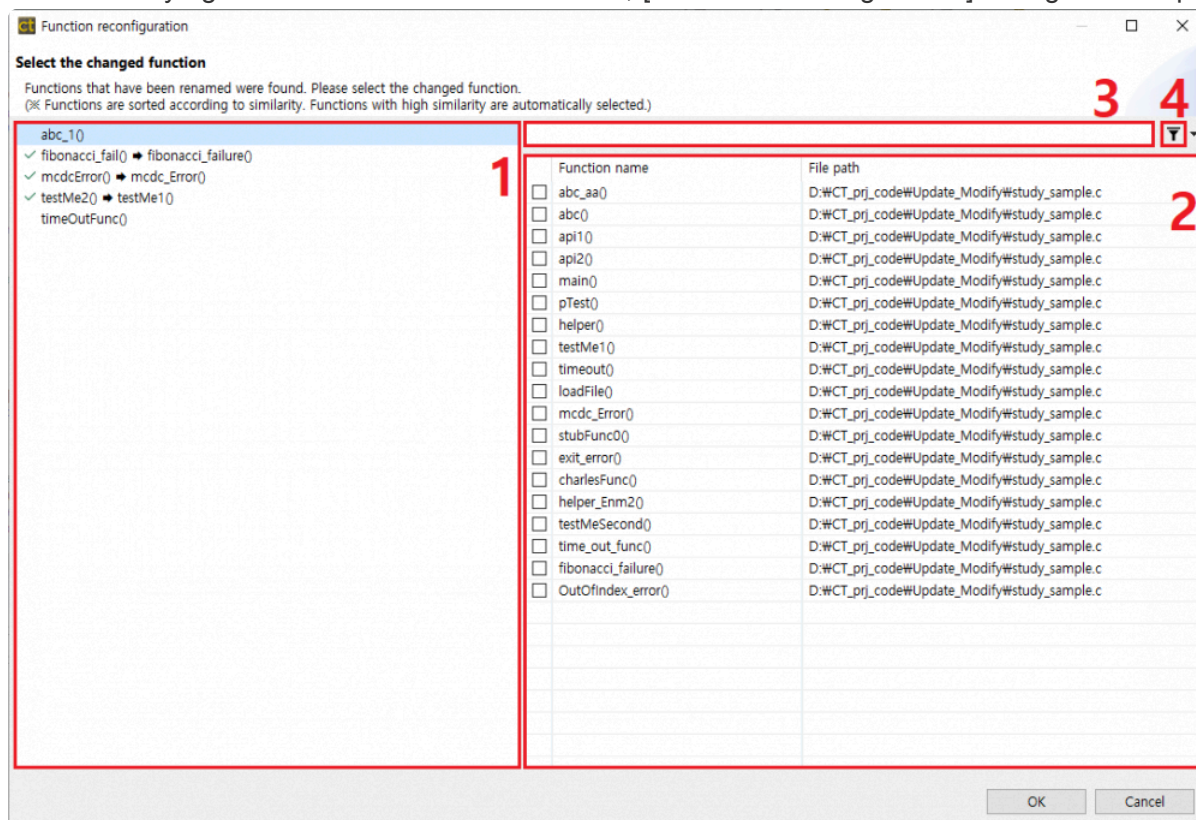 ct Function reconfiguration
Select the changed function
Functions that have been renamed were found. Please select the changed function.
(※ Functions are sorted according to similarity. Functions with high similarity are automatically selected.)
3 4
abc_1()
✓ fibonacci_fail() ➡ fibonacci_failure()
✓ mcdcError() ➡ mcdc_Error()
✓ testMe2() ➡ testMe1()
timeOutFunc()
1
Function name File path
2
abc_aa() D:₩CT_prj_code₩Update_Modify₩study_sample.c
abc() D:₩CT_prj_code₩Update_Modify₩study_sample.c
api1() D:₩CT_prj_code₩Update_Modify₩study_sample.c
api2() D:₩CT_prj_code₩Update_Modify₩study_sample.c
main() D:₩CT_prj_code₩Update_Modify₩study_sample.c
pTest() D:₩CT_prj_code₩Update_Modify₩study_sample.c
helper() D:₩CT_prj_code₩Update_Modify₩study_sample.c
testMe1() D:₩CT_prj_code₩Update_Modify₩study_sample.c
timeout() D:₩CT_prj_code₩Update_Modify₩study_sample.c
loadFile() D:₩CT_prj_code₩Update_Modify₩study_sample.c
mcdc_Error() D:₩CT_prj_code₩Update_Modify₩study_sample.c
stubFunc0() D:₩CT_prj_code₩Update_Modify₩study_sample.c
exit_error() D:₩CT_prj_code₩Update_Modify₩study_sample.c
charlesFunc() D:₩CT_prj_code₩Update_Modify₩study_sample.c
helper_Enm2() D:₩CT_prj_code₩Update_Modify₩study_sample.c
testMeSecond() D:₩CT_prj_code₩Update_Modify₩study_sample.c
time_out_func() D:₩CT_prj_code₩Update_Modify₩study_sample.c
fibonacci_failure() D:₩CT_prj_code₩Update_Modify₩study_sample.c
OutOfIndex_error() D:₩CT_prj_code₩Update_Modify₩study_sample.c
OK Cancel